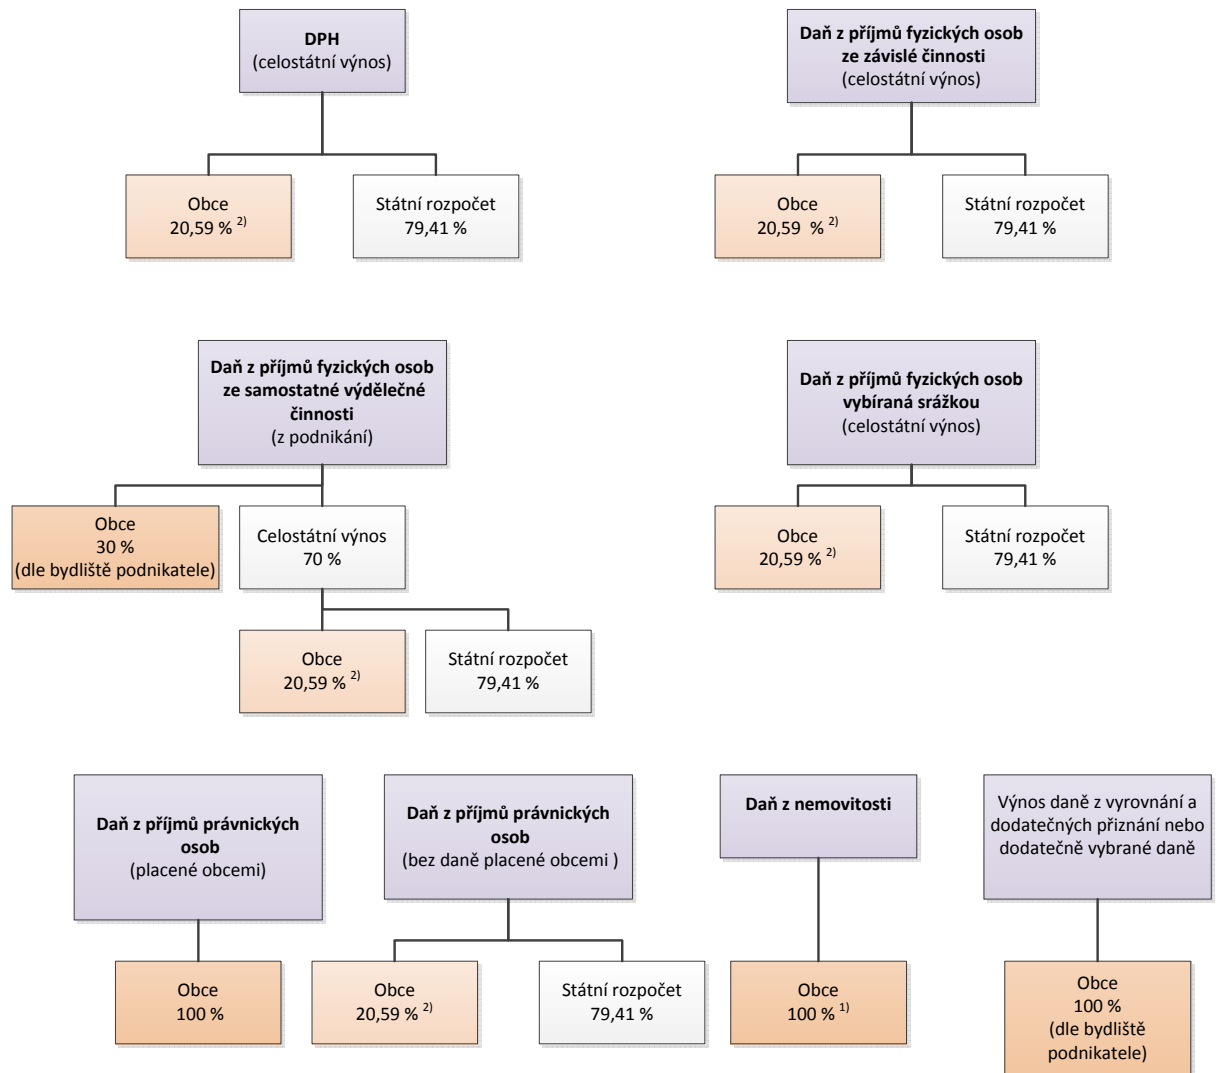 DPH
(celostátní výnos)
Obce
20,59 % 2)
Státní rozpočet
79,41 %
Daň z příjmů fyzických osob
ze závislé činnosti
(celostátní výnos)
Obce
20,59 % 2)
Státní rozpočet
79,41 %
Daň z příjmů fyzických osob
ze samostatné výdělečné
činnosti
(z podnikání)
Obce
30 %
(dle bydliště podnikatele)
Celostátní výnos
70 %
Obce
20,59 % 2)
Státní rozpočet
79,41 %
Daň z příjmů fyzických osob
vybíraná srážkou
(celostátní výnos)
Obce
20,59 % 2)
Státní rozpočet
79,41 %
Daň z příjmů právnických
osob
(placené obcemi)
Obce
100 %
Daň z příjmů právnických
osob
(bez daně placené obcemi )
Obce
20,59 % 2)
Státní rozpočet
79,41 %
Daň z nemovitosti
Obce
100 % 1)
Výnos daně z vyrovnání a
dodatečných přiznání nebo
dodatečně vybrané daně
Obce
100 %
(dle bydliště
podnikatele)